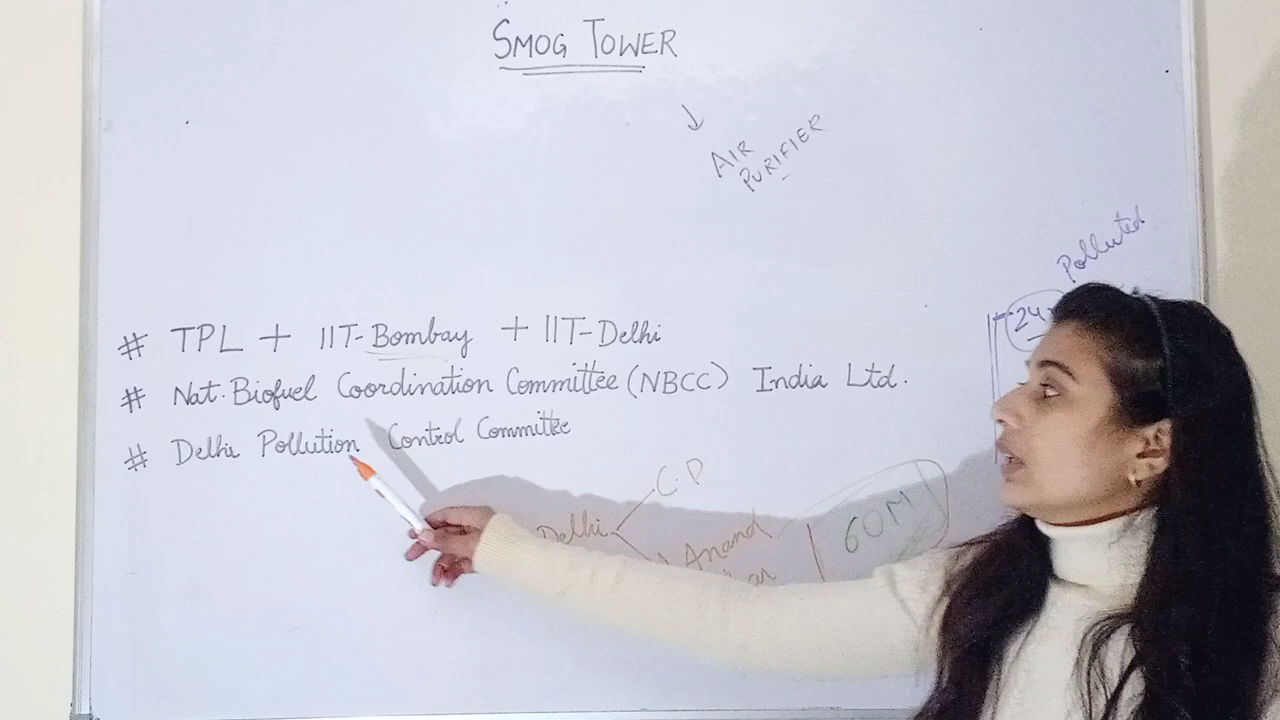 SMOG TOWER
↓
AIR
PURIFIER
Polluted
# TPL + IIT-Bombay + IIT-Delhi
# Nat. Biofuel Coordination Committee (NBCC) India Ltd.
# Delhi Pollution Control Committee
C.P
Delhi
Anand
60M